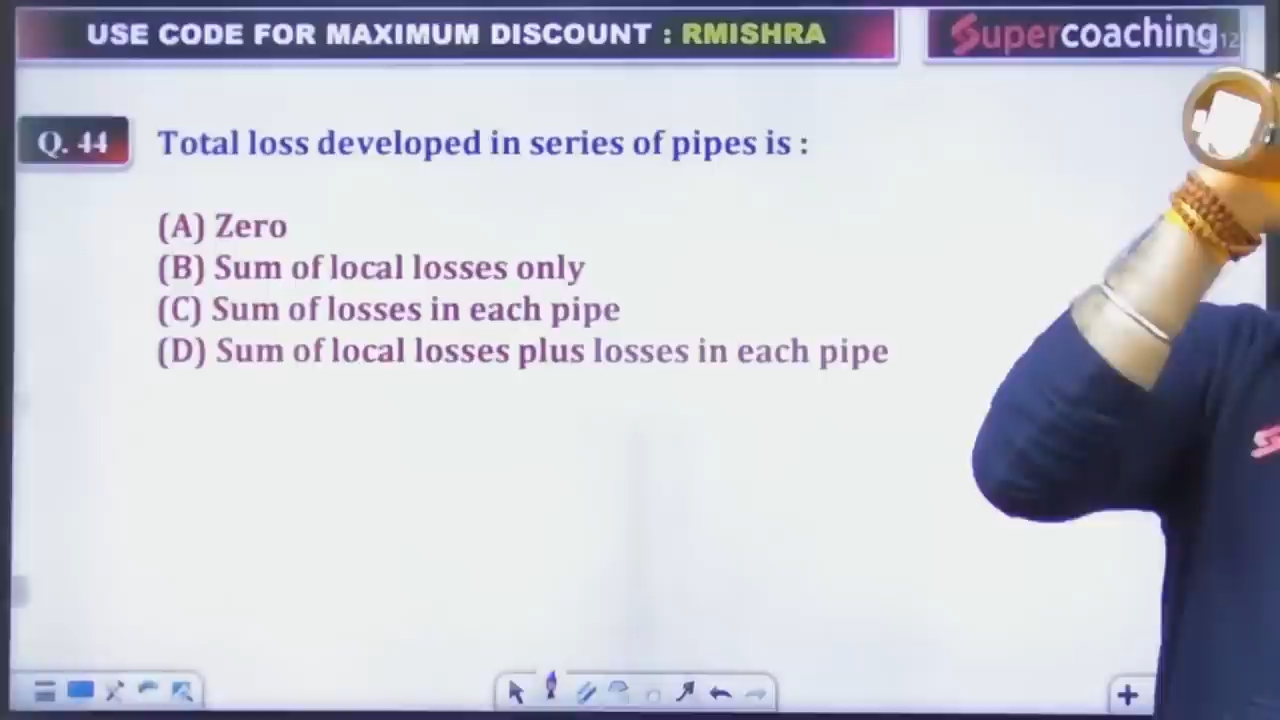 USE CODE FOR MAXIMUM DISCOUNT : RMISHRA
Supercoaching
12
Q. 44
Total loss developed in series of pipes is :
(A) Zero
(B) Sum of local losses only
(C) Sum of losses in each pipe
(D) Sum of local losses plus losses in each pipe